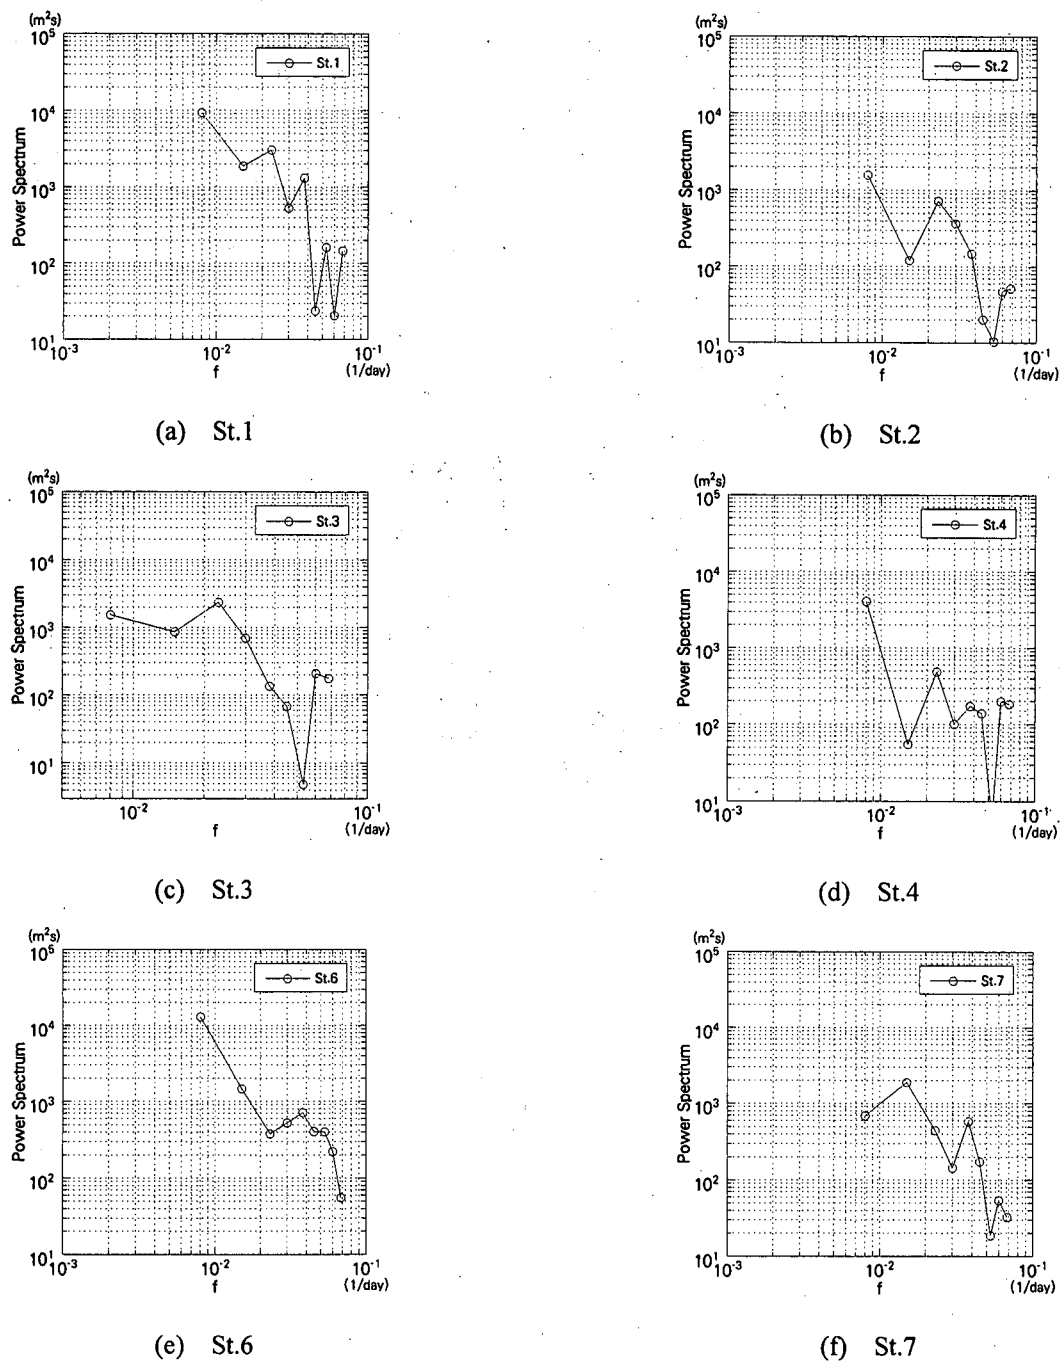 (m²s)
10⁵
10⁴
10³
10²
10¹
Power Spectrum
St.1
10⁻³
10⁻²
10⁻¹
f
(1/day)
(a) St.1
(m²s)
10⁵
10⁴
10³
10²
10¹
Power Spectrum
St.2
10⁻³
10⁻²
10⁻¹
f
(1/day)
(b) St.2
(m²s)
10⁵
10⁴
10³
10²
10¹
Power Spectrum
St.3
10⁻²
10⁻¹
f
(1/day)
(c) St.3
(m²s)
10⁵
10⁴
10³
10²
10¹
Power Spectrum
St.4
10⁻³
10⁻²
10⁻¹
f
(1/day)
(d) St.4
(m²s)
10⁵
10⁴
10³
10²
10¹
Power Spectrum
St.6
10⁻³
10⁻²
10⁻¹
f
(1/day)
(e) St.6
(m²s)
10⁵
10⁴
10³
10²
10¹
Power Spectrum
St.7
10⁻³
10⁻²
10⁻¹
f
(1/day)
(f) St.7